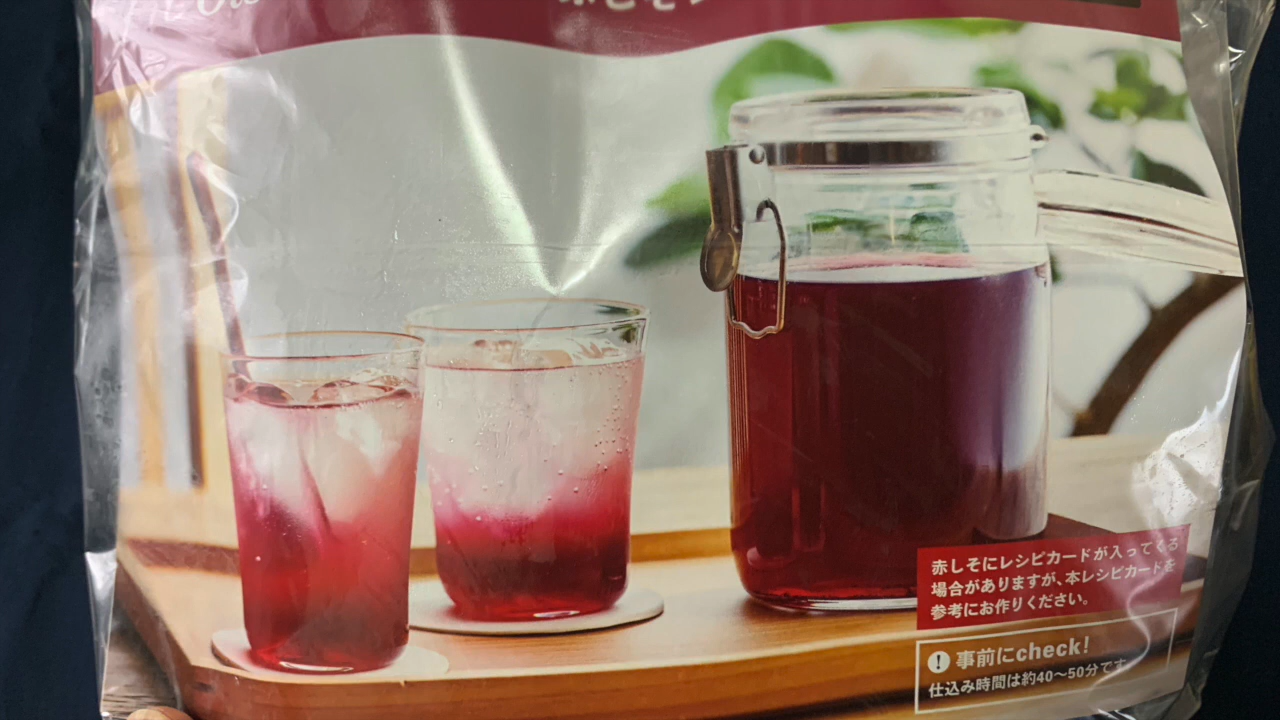 赤しそにレシピカードが入ってくる
場合がありますが、本レシピカードを
参考にお作りください。
! 事前にcheck!
仕込み時間は約40〜50分です